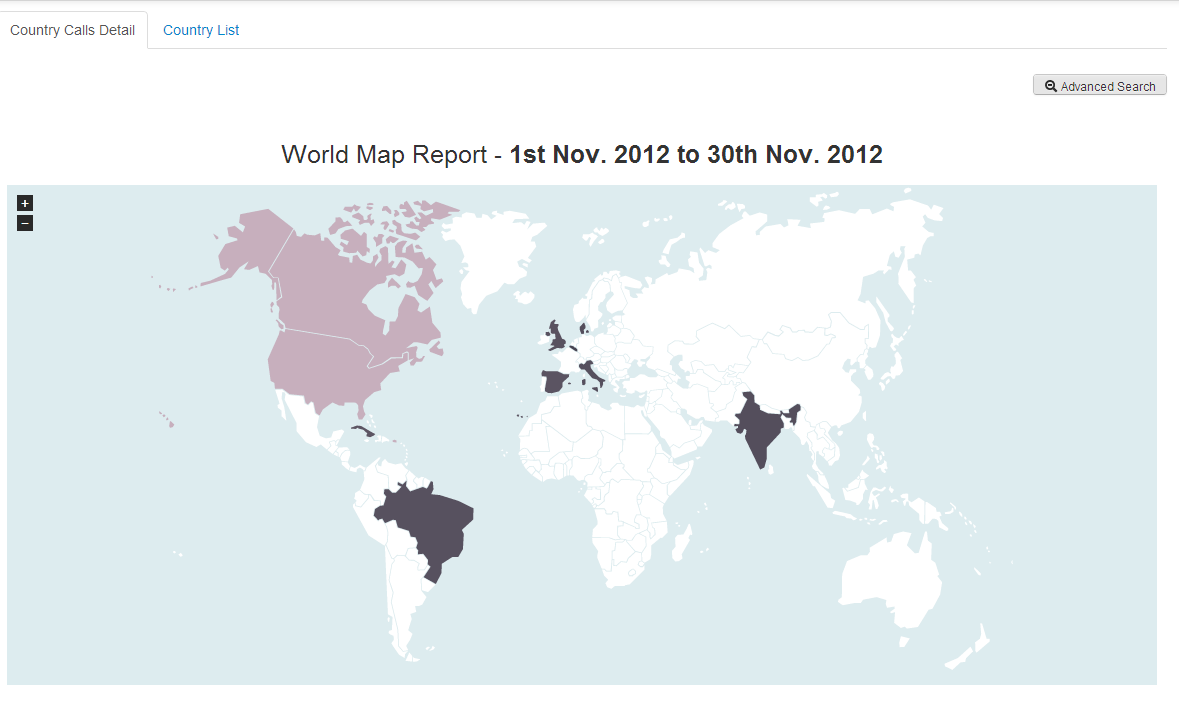 Country Calls Detail
Country List
Advanced Search
World Map Report - 1st Nov. 2012 to 30th Nov. 2012
+
−